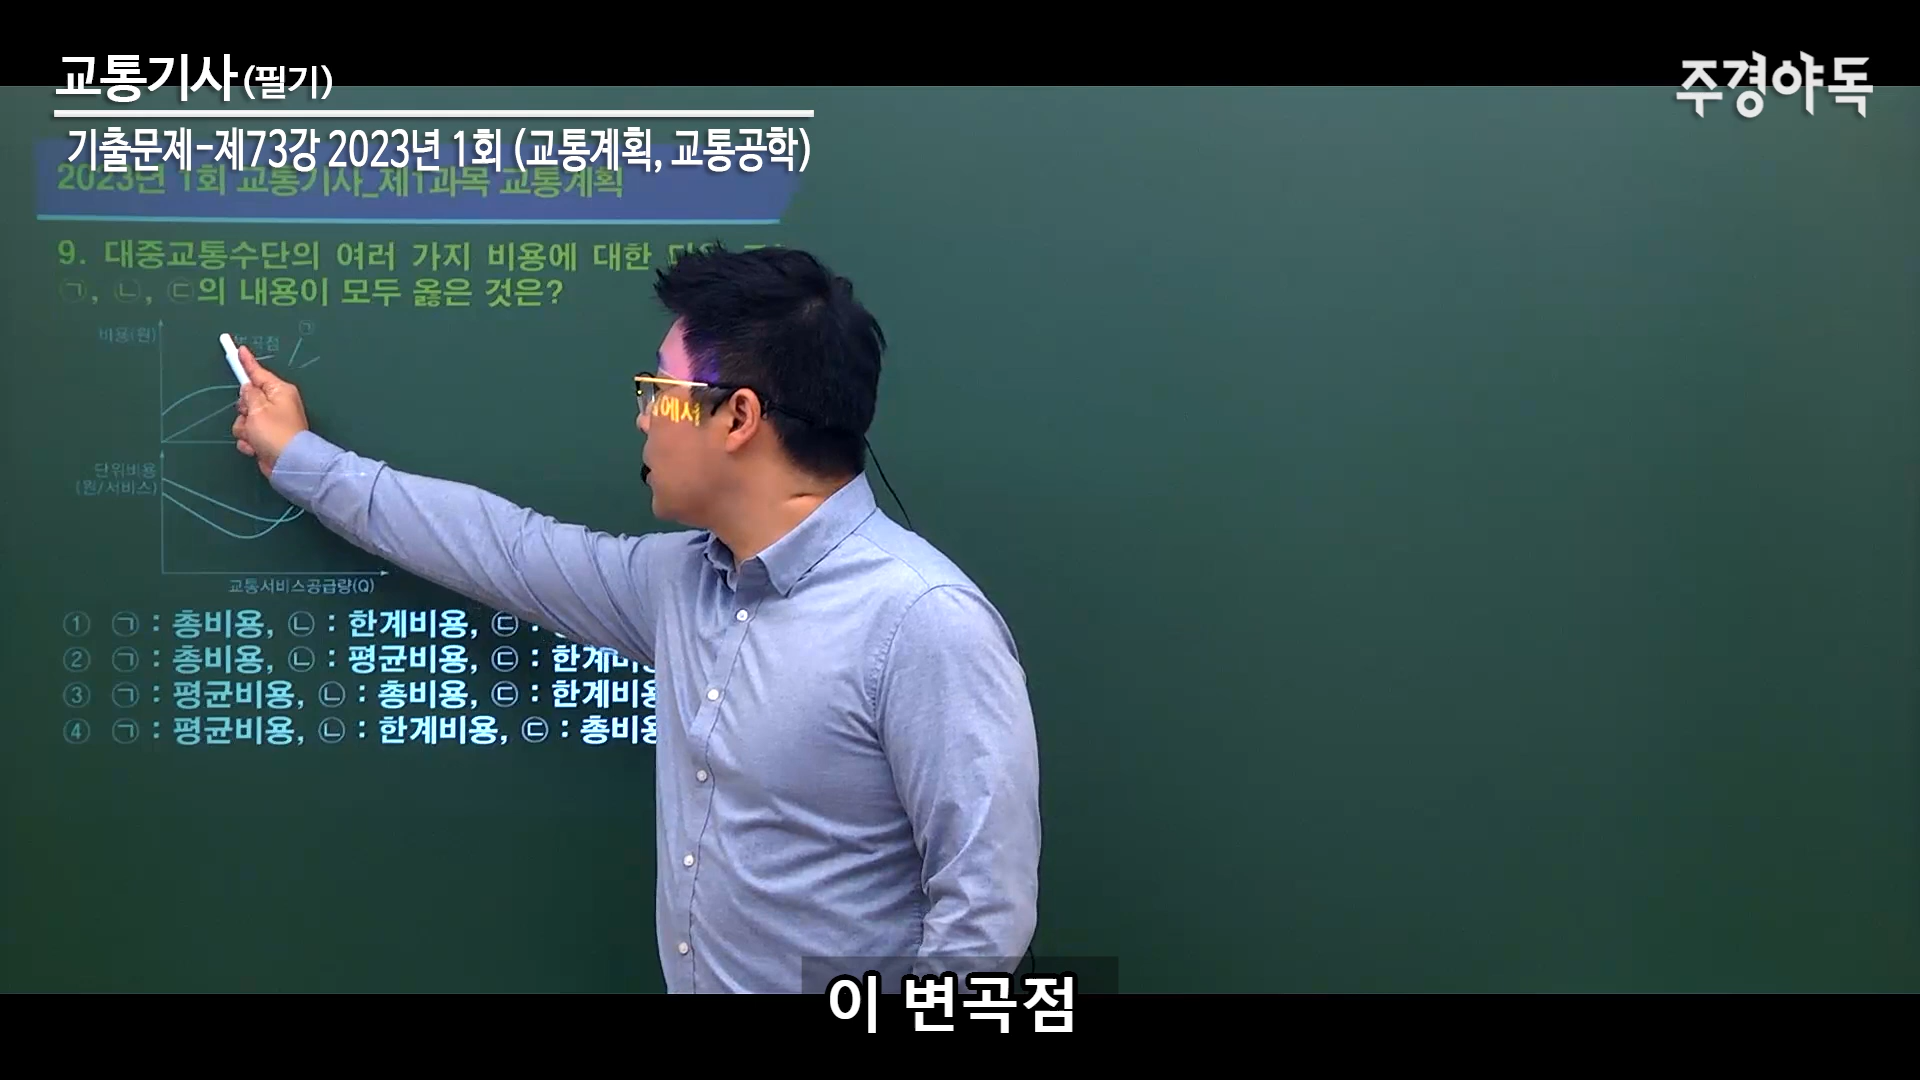 교통기사(필기)
주경야독
기출문제-제73강 2023년 1회 (교통계획, 교통공학)
2023년 1회 교통기사_제1과목 교통계획
9. 대중교통수단의 여러 가지 비용에 대한
㉠, ㉡, ㉢의 내용이 모두 옳은 것은?
㉠
비용(원)
곡점
에서
단위비용
(원/서비스)
교통서비스공급량(Q)
① ㉠ : 총비용, ㉡ : 한계비용, ㉢ :
② ㉠ : 총비용, ㉡ : 평균비용, ㉢ : 한계비용
③ ㉠ : 평균비용, ㉡ : 총비용, ㉢ : 한계비용
④ ㉠ : 평균비용, ㉡ : 한계비용, ㉢ : 총비용
이 변곡점